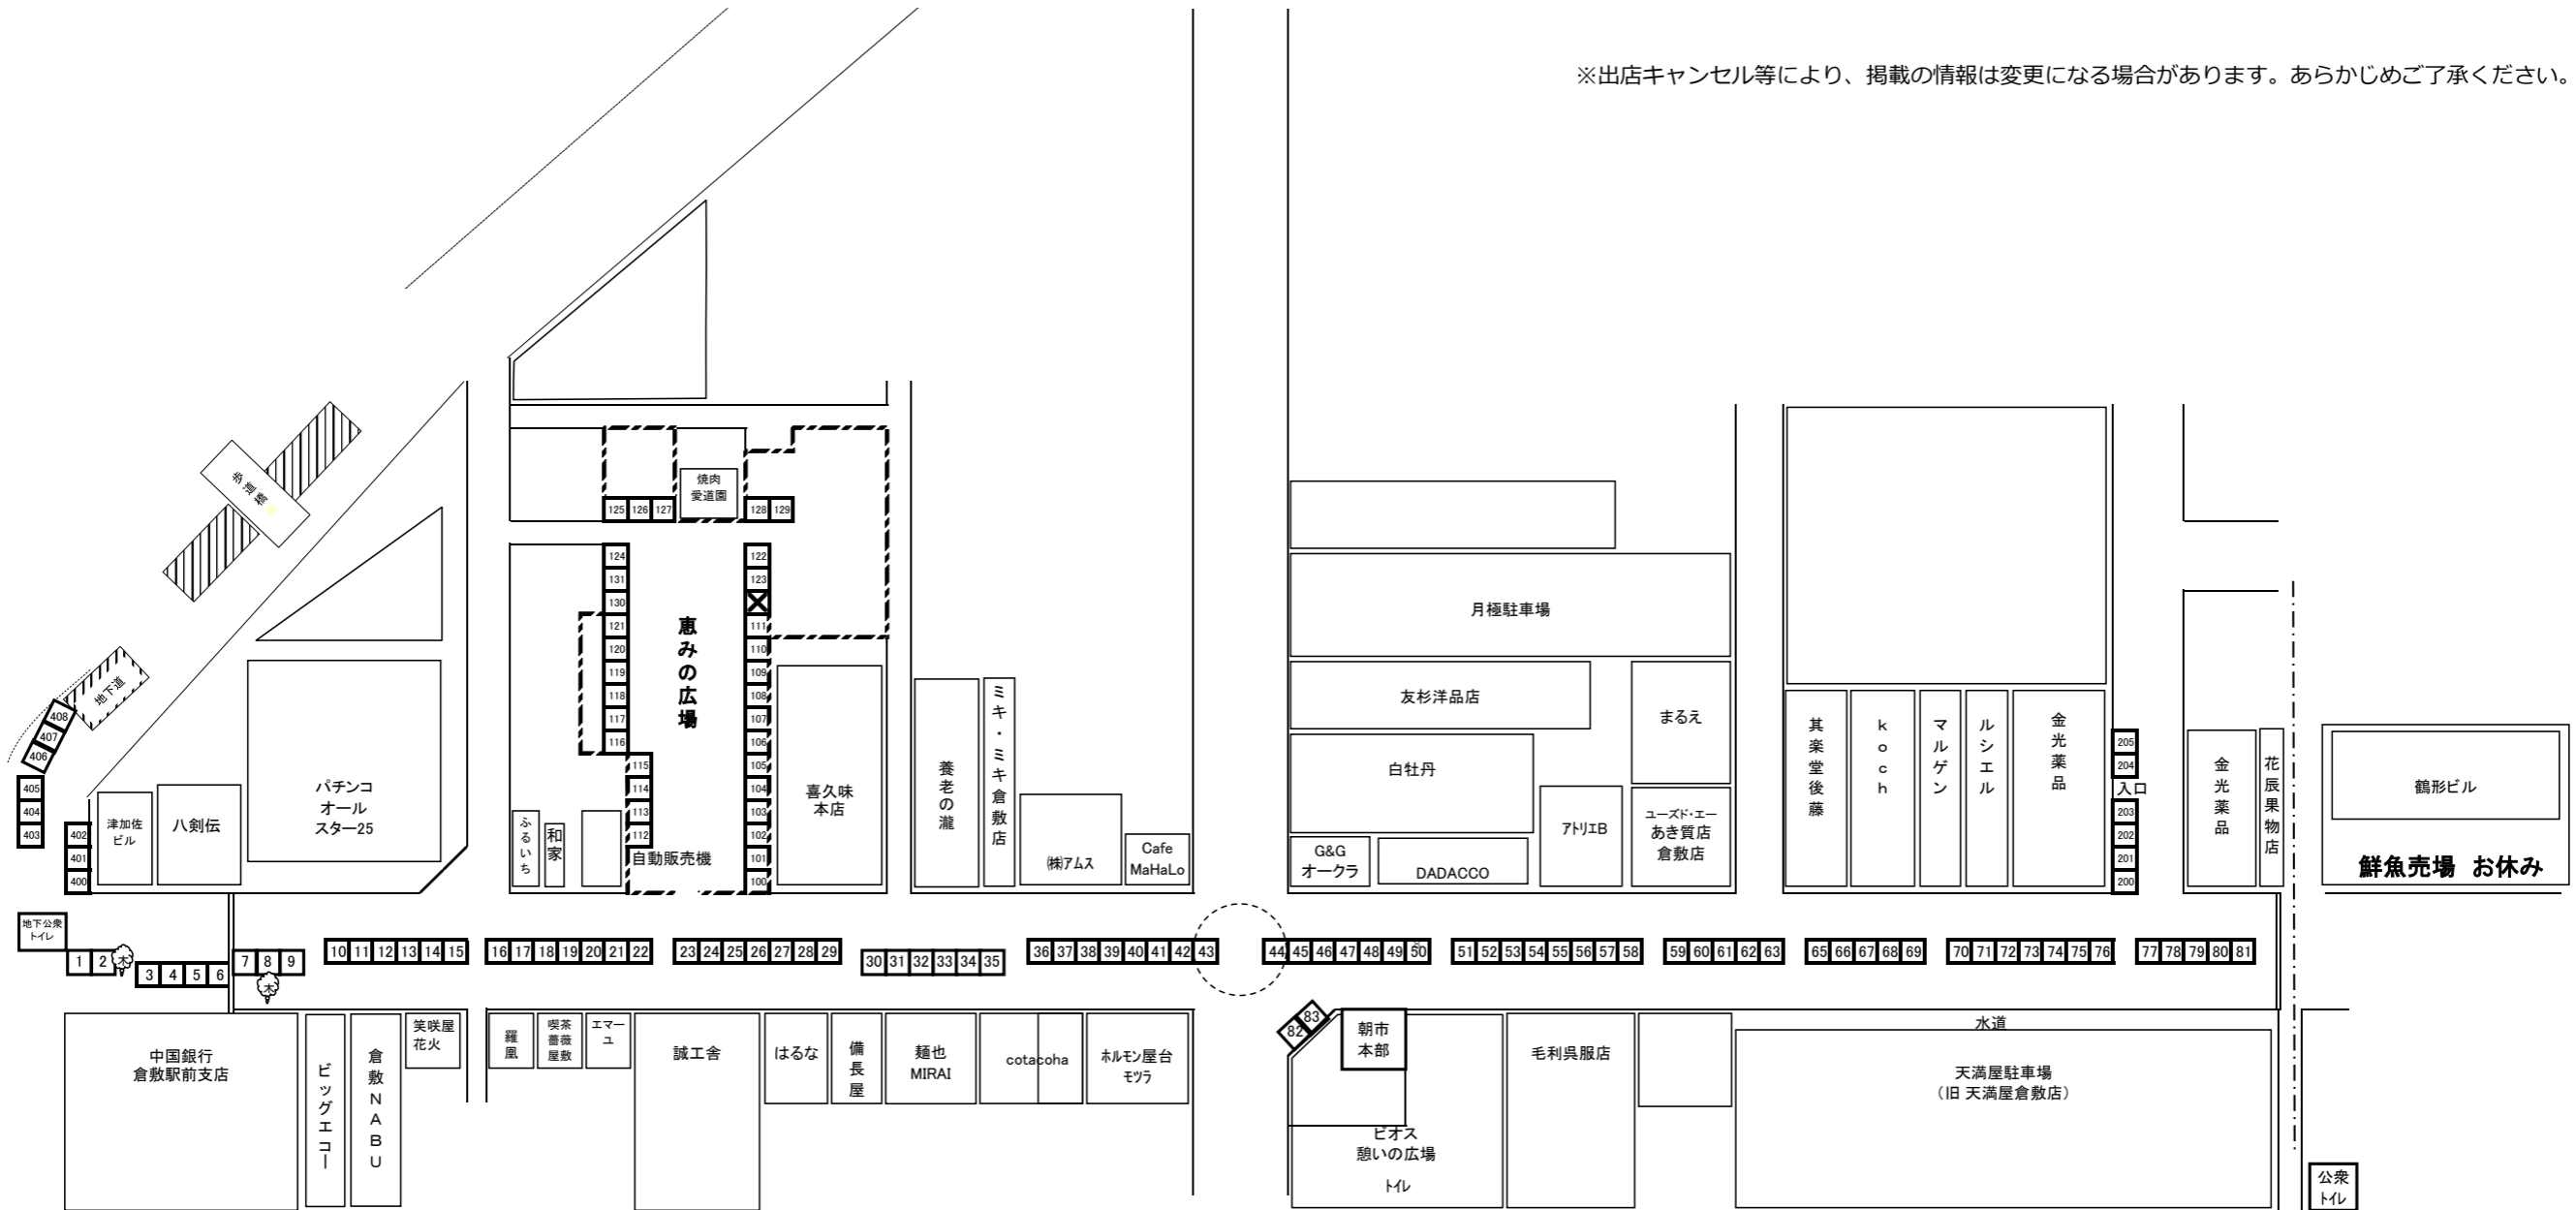 ※出店キャンセル等により、掲載の情報は変更になる場合があります。あらかじめご了承ください。
歩道橋
地下道
408
407
406
405
404
403
402
401
400
津加佐
ビル
八剣伝
パチンコ
オール
スター25
焼肉
愛道園
125 126 127
128 129
124
131
130
121
120
119
118
117
116
115
114
113
112
恵みの広場
122
123
111
110
109
108
107
106
105
104
103
102
101
100
ふるいち
和家
自動販売機
喜久味
本店
養老の瀧
ミキ・ミキ倉敷店
㈱アムス
Cafe
MaHaLo
月極駐車場
友杉洋品店
まるえ
白牡丹
アトリエB
ユーズド・エー
あき質店
倉敷店
G&G
オークラ
DADACCO
其楽堂後藤
koch
マルゲン
ルシエル
金光薬品
205
204
入口
203
202
201
200
金光薬品
花辰果物店
鶴形ビル
鮮魚売場 お休み
地下公衆
トイレ
1 2 木
3 4 5 6
7 8 9
木
10 11 12 13 14 15
16 17 18 19 20 21 22
23 24 25 26 27 28 29
30 31 32 33 34 35
36 37 38 39 40 41 42 43
44 45 46 47 48 49 50
51 52 53 54 55 56 57 58
59 60 61 62 63
65 66 67 68 69
70 71 72 73 74 75 76
77 78 79 80 81
中国銀行
倉敷駅前支店
ビッグエコー
倉敷NABU
笑咲屋
花火
羅凰
喫茶
薔薇
屋敷
エマー
ユ
誠工舎
はるな
備長屋
麺也
MIRAI
cotacoha
ホルモン屋台
モツラ
82 83
朝市
本部
ビオス
憩いの広場
トイレ
毛利呉服店
水道
天満屋駐車場
（旧 天満屋倉敷店）
公衆
トイレ